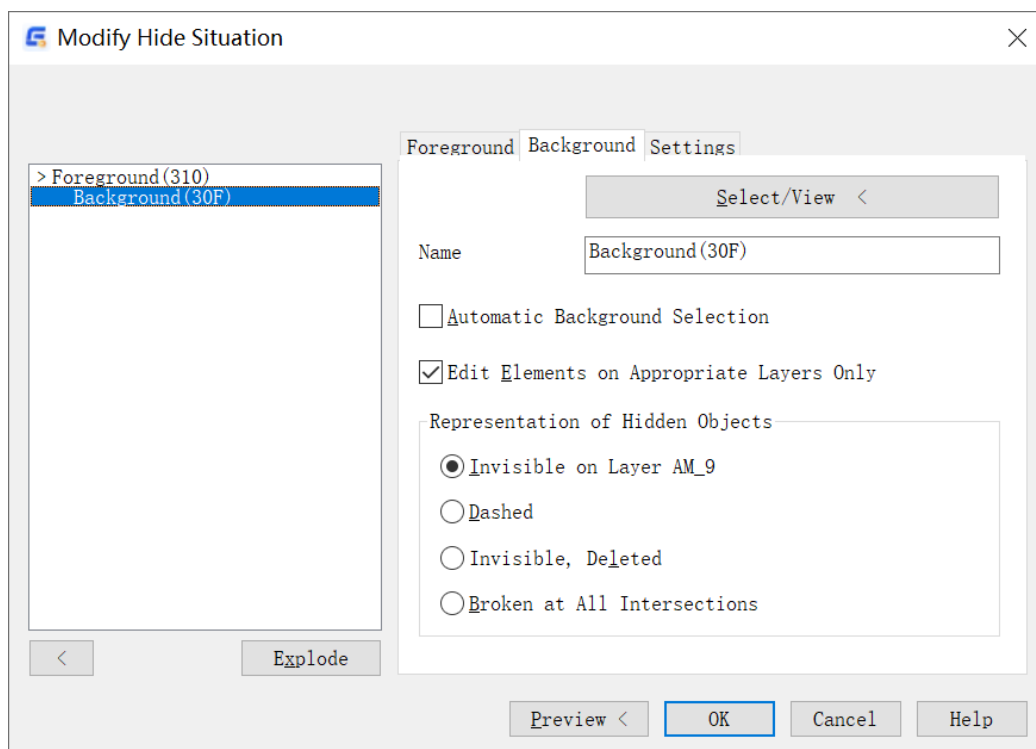 Modify Hide Situation
Foreground Background Settings
> Foreground(310)
Background(30F)
Select/View <
Name Background(30F)
Automatic Background Selection
Edit Elements on Appropriate Layers Only
Representation of Hidden Objects
Invisible on Layer AM_9
Dashed
Invisible, Deleted
Broken at All Intersections
< Explode
Preview < OK Cancel Help